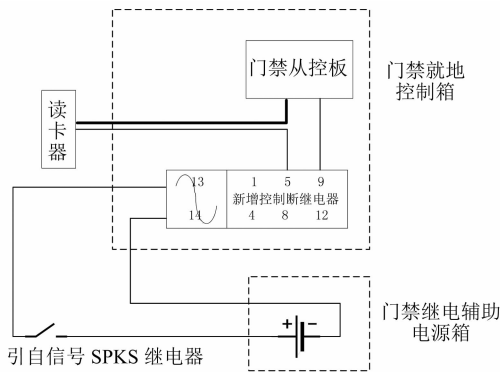 门禁从控板
门禁就地
控制箱
读
卡
器
13 1 5 9
新增控制断继电器
14 4 8 12
门禁继电辅助
电源箱
+ −
引自信号 SPKS 继电器